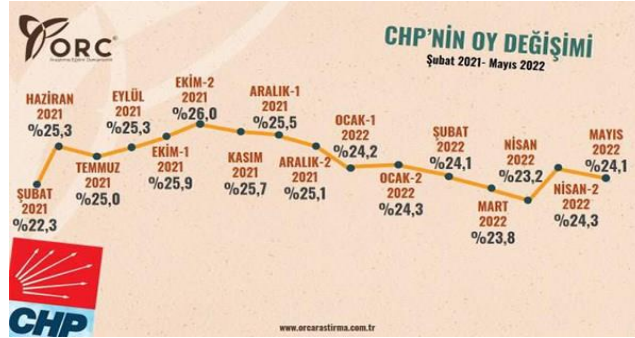 ORC
Araştırma Eğitim Danışmanlık
CHP'NİN OY DEĞİŞİMİ
Şubat 2021- Mayıs 2022
ŞUBAT
2021
%22,3
HAZİRAN
2021
%25,3
TEMMUZ
2021
%25,0
EYLÜL
2021
%25,3
EKİM-1
2021
%25,9
EKİM-2
2021
%26,0
KASIM
2021
%25,7
ARALIK-1
2021
%25,5
ARALIK-2
2021
%25,1
OCAK-1
2022
%24,2
OCAK-2
2022
%24,3
ŞUBAT
2022
%24,1
MART
2022
%23,8
NİSAN
2022
%23,2
NİSAN-2
2022
%24,3
MAYIS
2022
%24,1
CHP
www.orcarastirma.com.tr